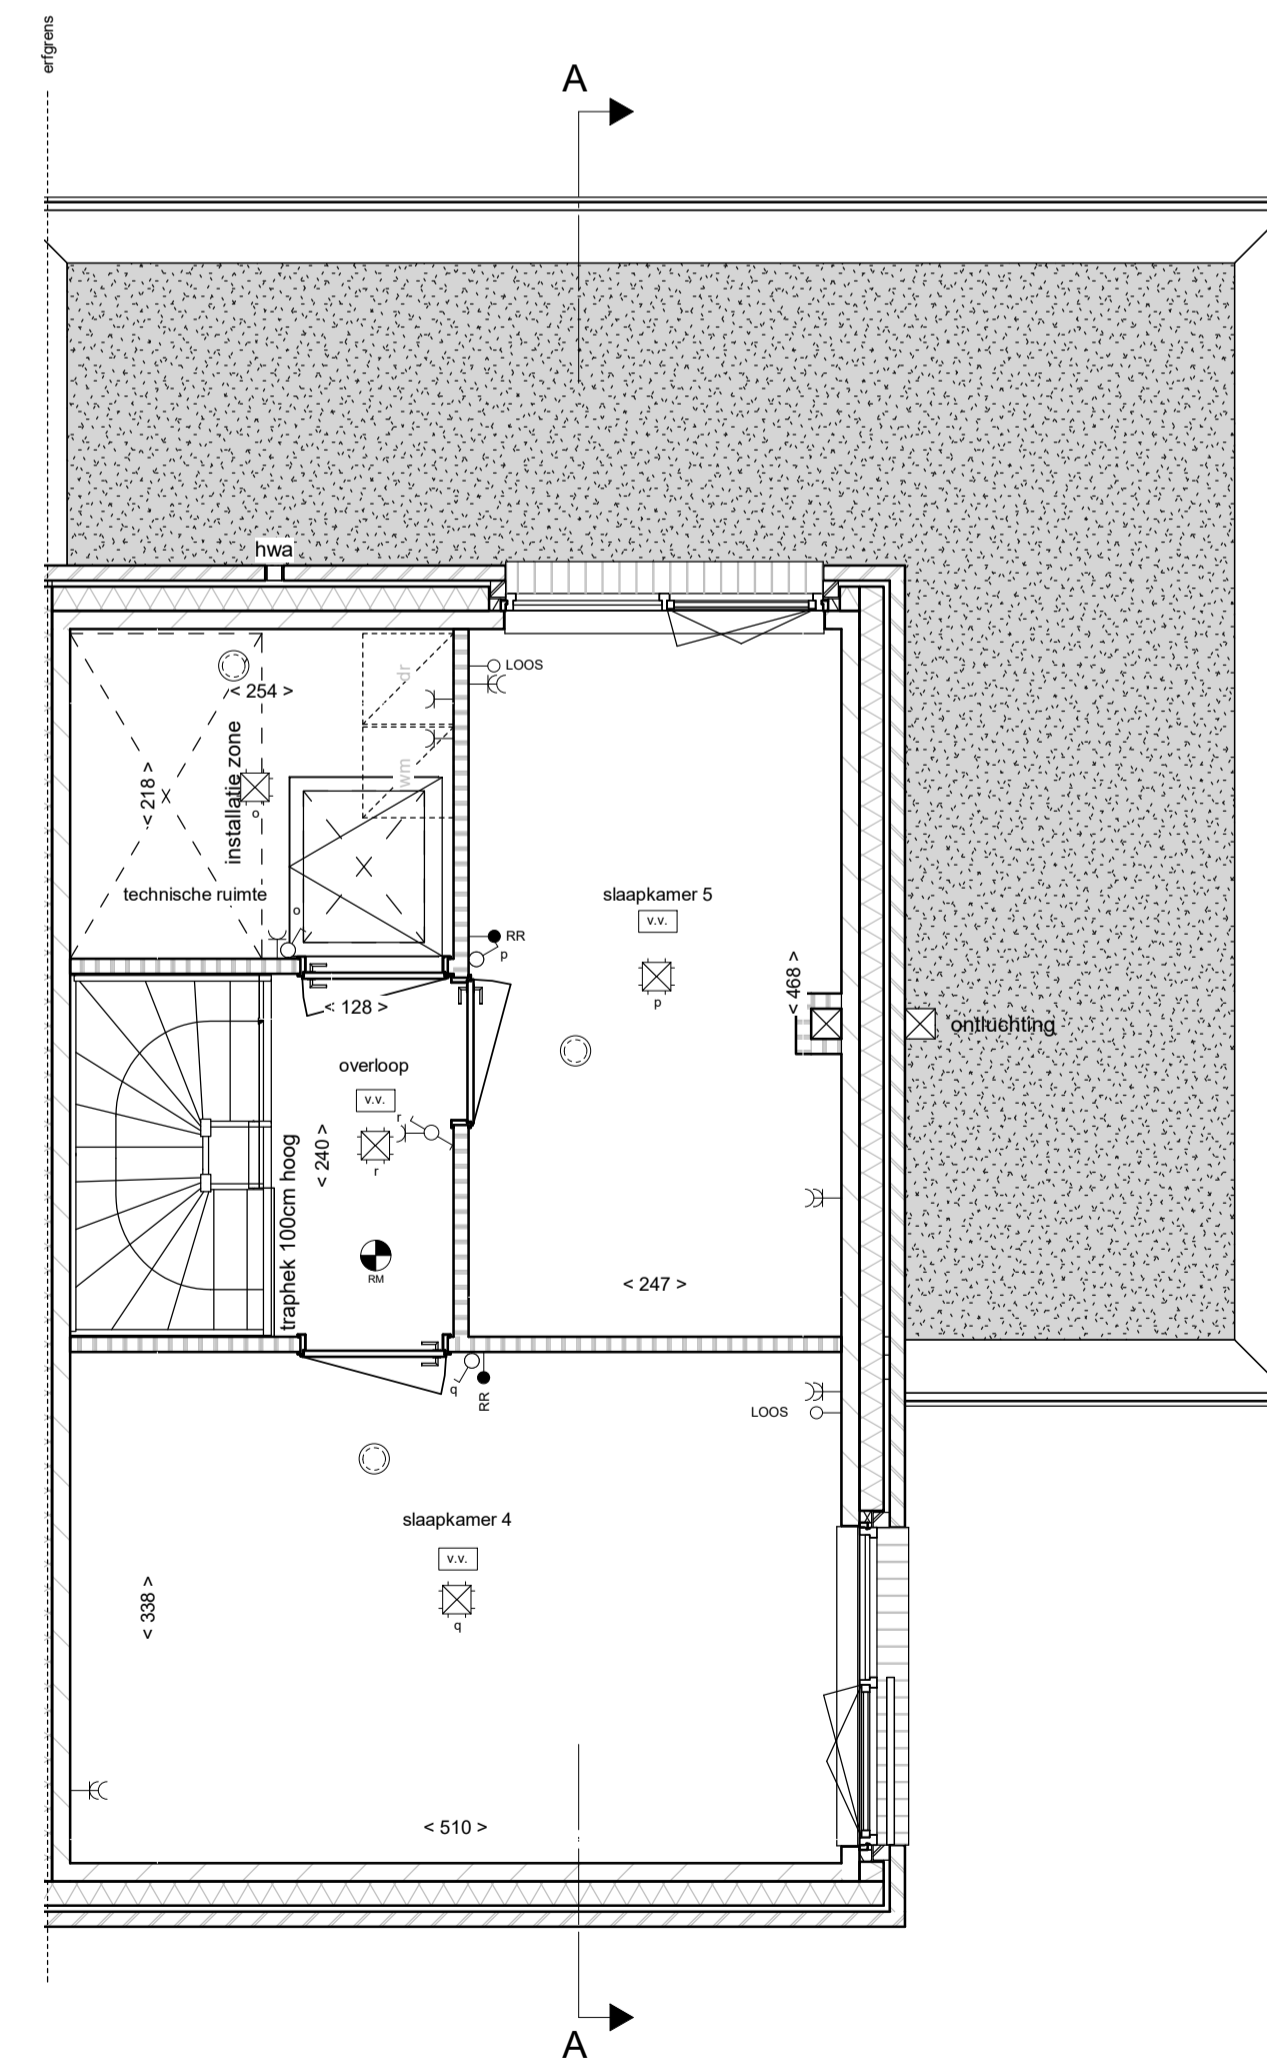 erfgrens
A
hwa
LOOS
dr
< 254 >
installatie zone
< 218 >
wm
o
technische ruimte
slaapkamer 5
v.v.
o
RR
p
p
< 468 >
< 128 >
ontluchting
overloop
v.v.
r
r
< 240 >
traphek 100cm hoog
RM
< 247 >
q
RR
LOOS
slaapkamer 4
v.v.
q
< 338 >
< 510 >
A